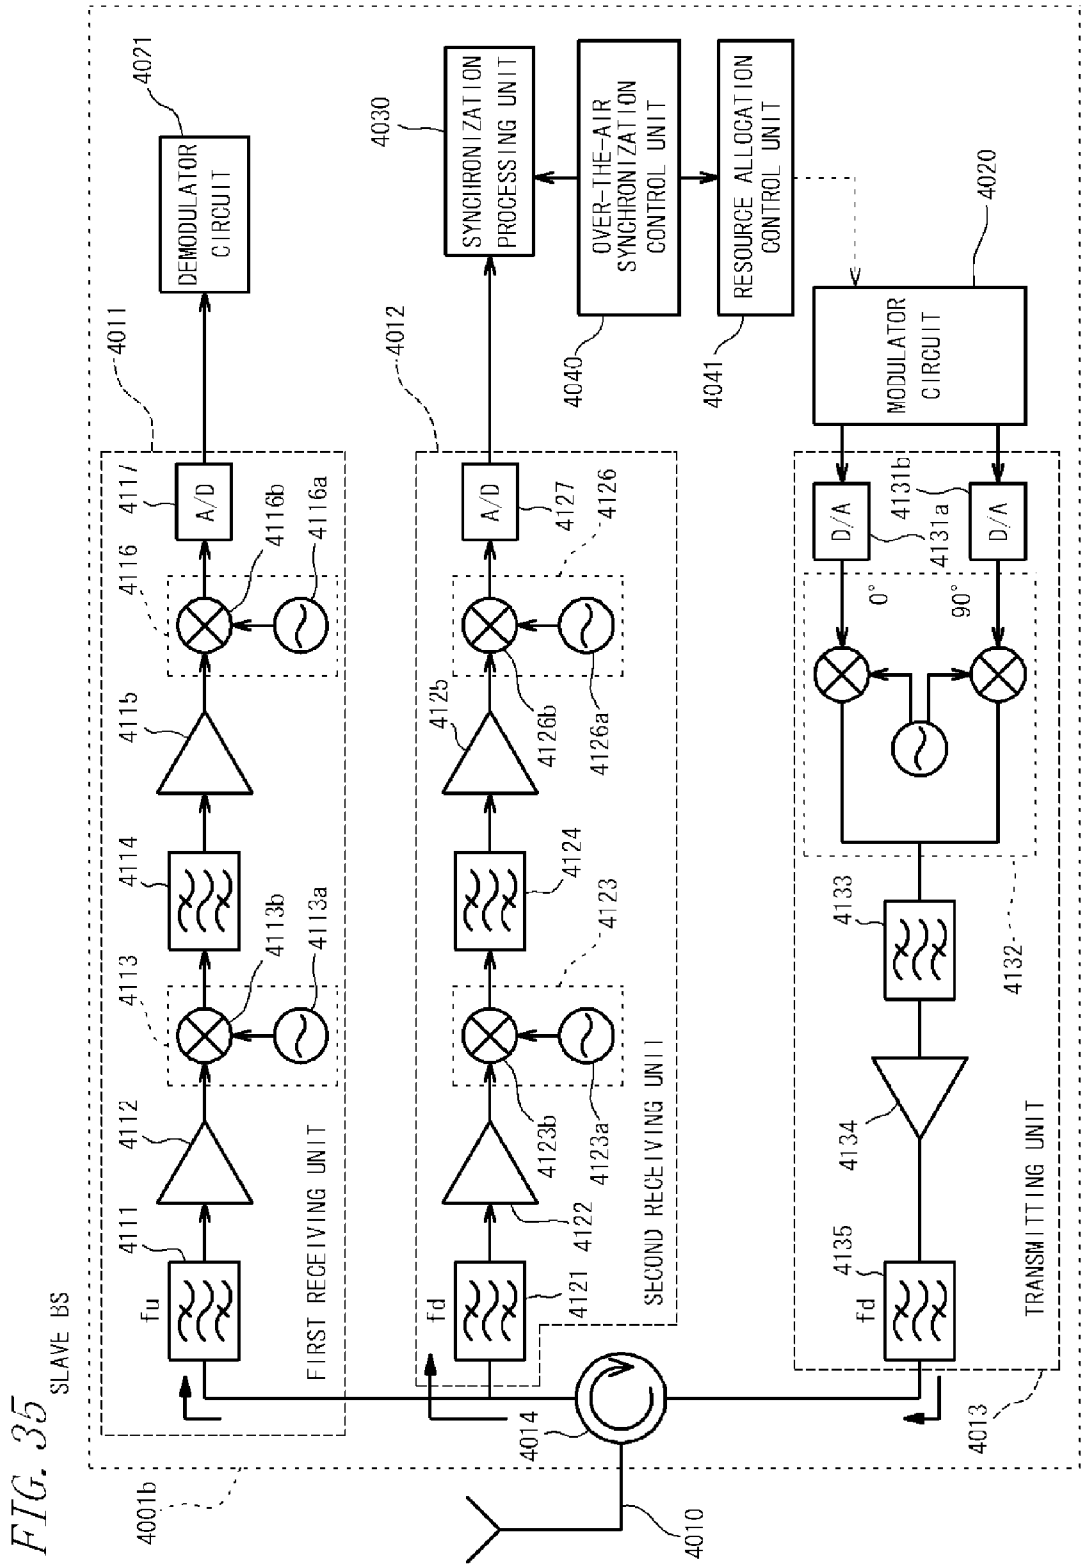 FIG. 35
SLAVE BS
4001b
4011
4021
DEMODULATOR
CIRCUIT
fu
4111
4112
4113
4113b
4113a
4114
4115
4116
4116b
4116a
4117
A/D
FIRST RECEIVING UNIT
4012
4030
SYNCHRONIZATION
PROCESSING UNIT
fd
4121
4122
4123b
4123a
4123
4124
4125
4126b
4126a
4126
4127
A/D
SECOND RECEIVING UNIT
OVER-THE-AIR
SYNCHRONIZATION
CONTROL UNIT
4040
RESOURCE ALLOCATION
CONTROL UNIT
4041
4014
4010
4020
MODULATOR
CIRCUIT
D/A
4131a
4131b
D/A
0°
90°
4132
4133
4134
4135
fd
TRANSMITTING UNIT
4013